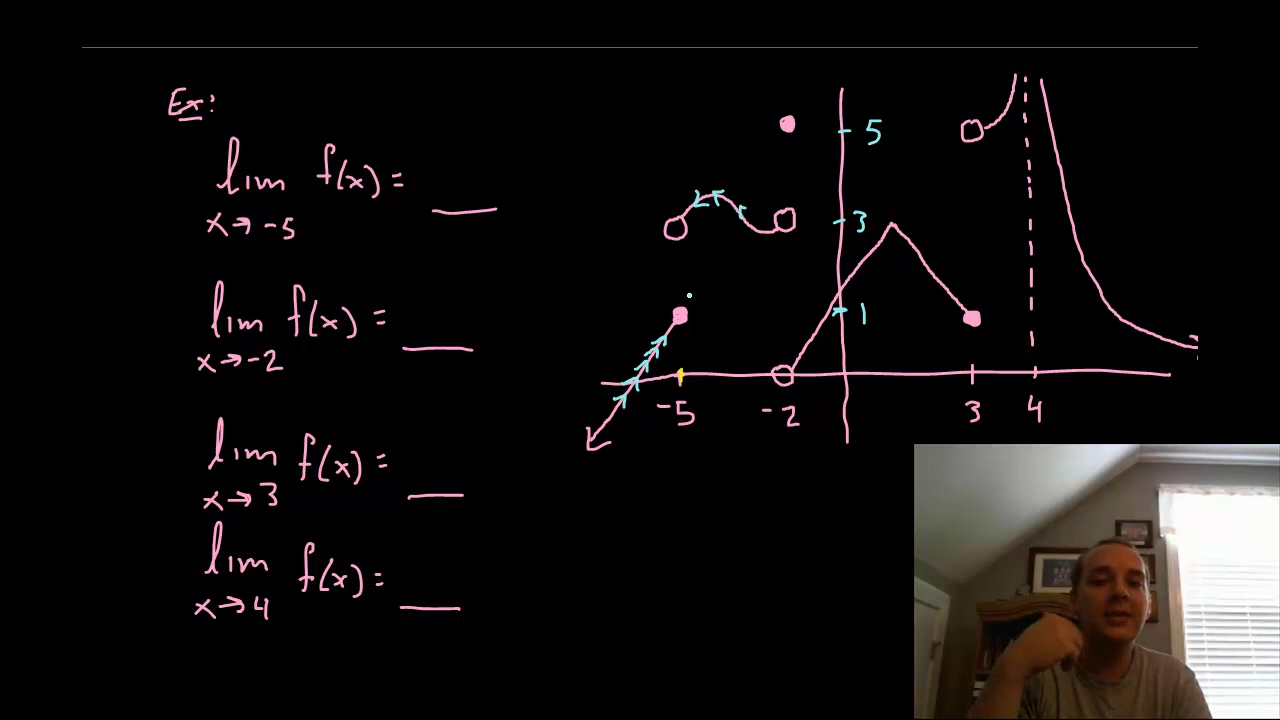 Ex:
lim f(x) = ___
x→-5
lim f(x) = ___
x→-2
lim f(x) = ___
x→3
lim f(x) = ___
x→4
5
3
1
-5 -2 3 4